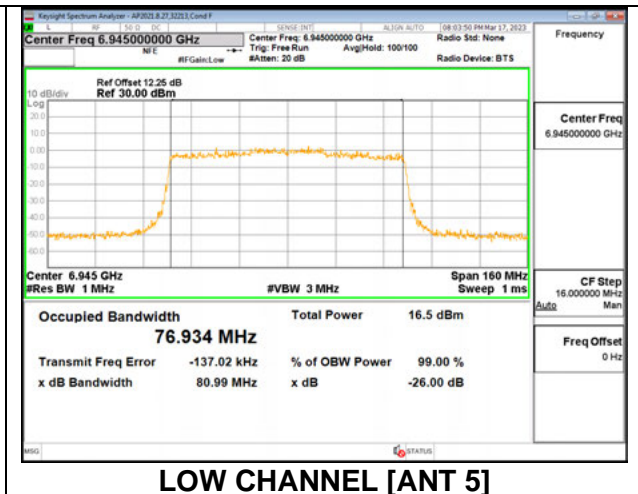 Keysight Spectrum Analyzer - AP2021.8.27,32213,Cond F
L RF 50 Ω DC SENSE:INT ALIGN AUTO 08:03:50 PM Mar 17, 2023
Center Freq 6.945000000 GHz
NFE
#IFGain:Low
Center Freq: 6.945000000 GHz
Trig: Free Run Avg|Hold: 100/100
#Atten: 20 dB
Radio Std: None
Radio Device: BTS
Frequency
Ref Offset 12.25 dB
10 dB/div Ref 30.00 dBm
Log
20.0
10.0
0.00
-10.0
-20.0
-30.0
-40.0
-50.0
-60.0
Center Freq
6.945000000 GHz
Center 6.945 GHz Span 160 MHz
#Res BW 1 MHz #VBW 3 MHz Sweep 1 ms
CF Step
16.000000 MHz
Auto Man
Occupied Bandwidth Total Power 16.5 dBm
76.934 MHz
Transmit Freq Error -137.02 kHz % of OBW Power 99.00 %
x dB Bandwidth 80.99 MHz x dB -26.00 dB
Freq Offset
0 Hz
MSG STATUS
LOW CHANNEL [ANT 5]